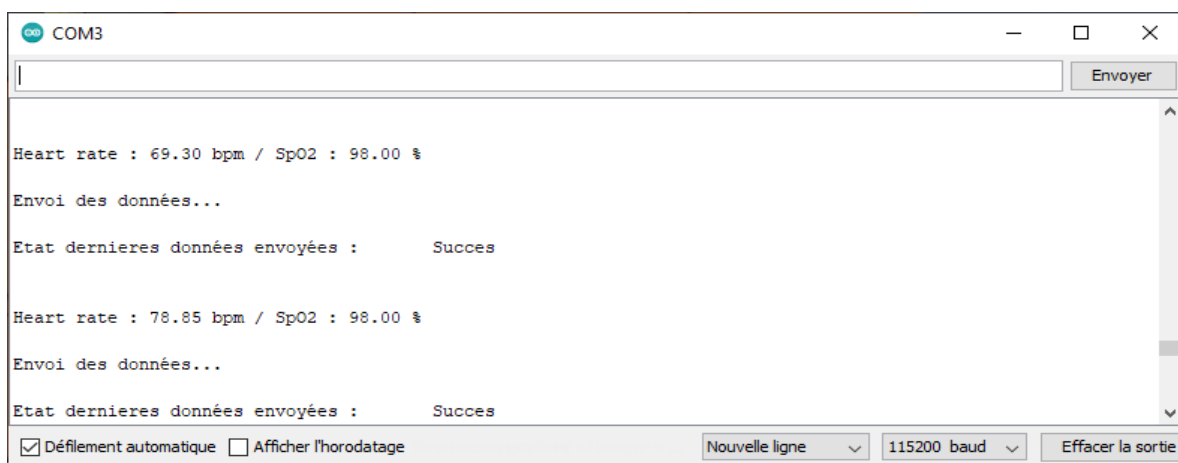 COM3
Envoyer
Heart rate : 69.30 bpm / SpO2 : 98.00 %
Envoi des données...
Etat dernieres données envoyées : Succes
Heart rate : 78.85 bpm / SpO2 : 98.00 %
Envoi des données...
Etat dernieres données envoyées : Succes
Défilement automatique Afficher l'horodatage Nouvelle ligne 115200 baud Effacer la sortie